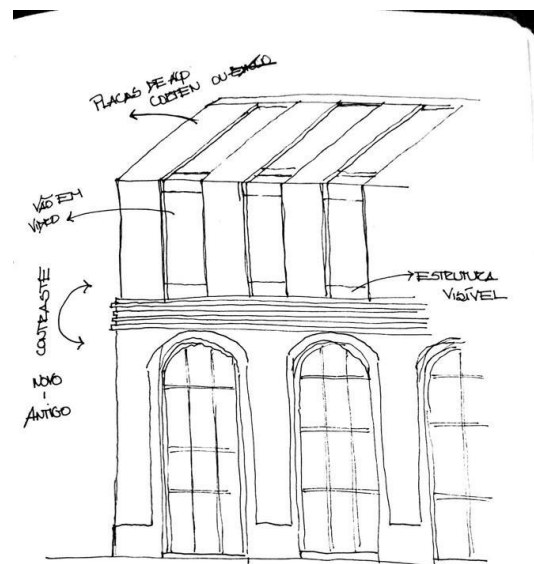 PLACAS DE AÇO
CORTEN OU
VÃO EM
VIDRO
ESTRUTURA
VISÍVEL
CONTRASTE
NOVO
-
ANTIGO